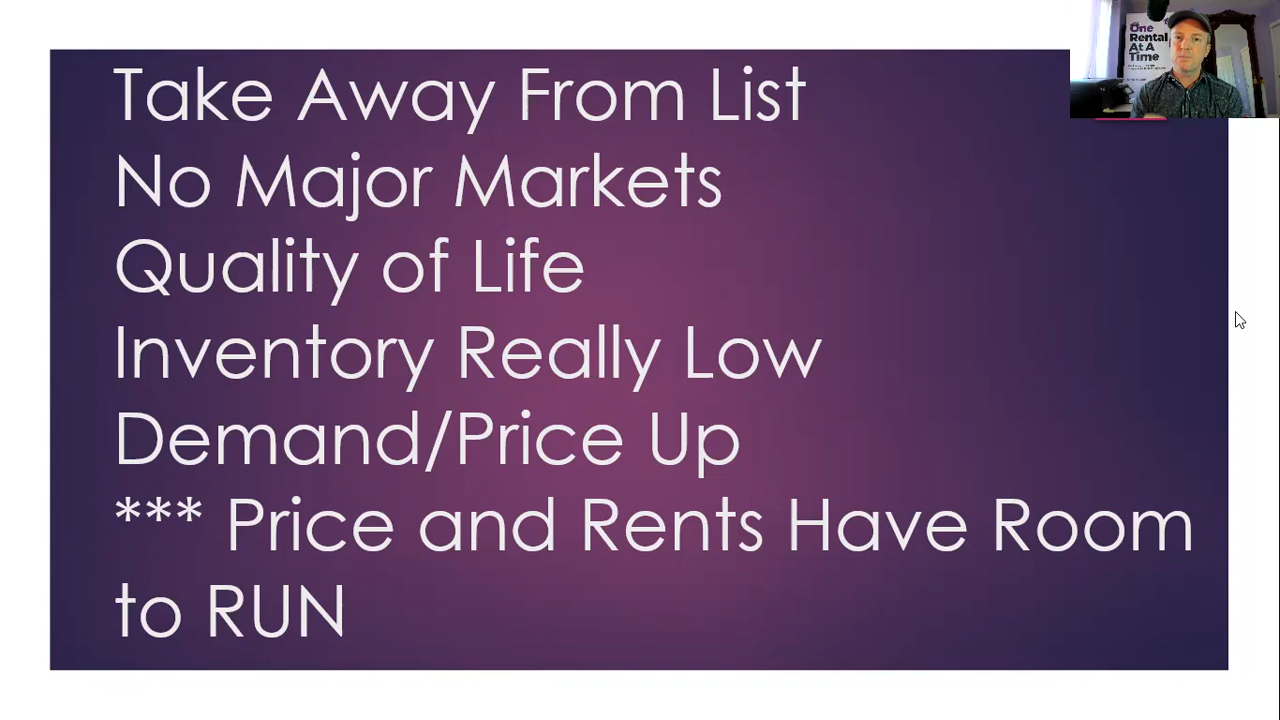 Take Away From List
No Major Markets
Quality of Life
Inventory Really Low
Demand/Price Up
*** Price and Rents Have Room
to RUN
One
Rental
At A
Time